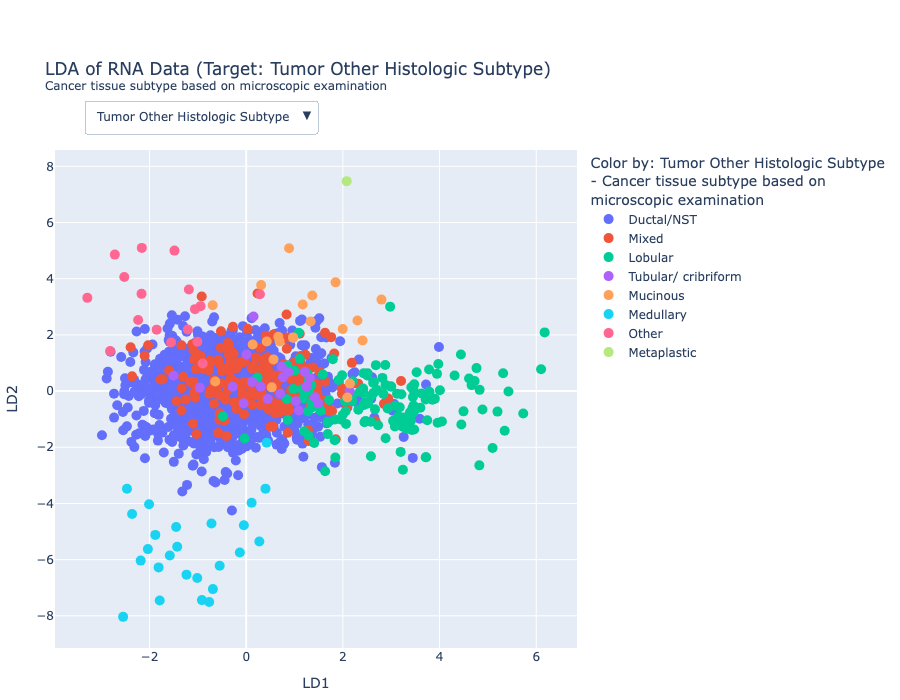 LDA of RNA Data (Target: Tumor Other Histologic Subtype)
Cancer tissue subtype based on microscopic examination
Tumor Other Histologic Subtype ▼
Color by: Tumor Other Histologic Subtype
- Cancer tissue subtype based on
microscopic examination
Ductal/NST
Mixed
Lobular
Tubular/ cribriform
Mucinous
Medullary
Other
Metaplastic
8
6
4
2
0
−2
−4
−6
−8
LD2
−2
0
2
4
6
LD1